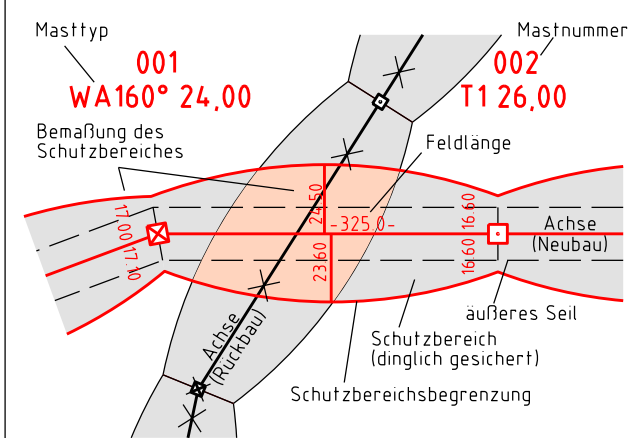 Masttyp
Mastnummer
001
WA160° 24,00
002
T1 26,00
Bemaßung des
Schutzbereiches
Feldlänge
17.00
17.10
24.50
23.60
-325.0-
16.60
16.60
Achse
(Neubau)
äußeres Seil
Achse
(Rückbau)
Schutzbereich
(dinglich gesichert)
Schutzbereichsbegrenzung